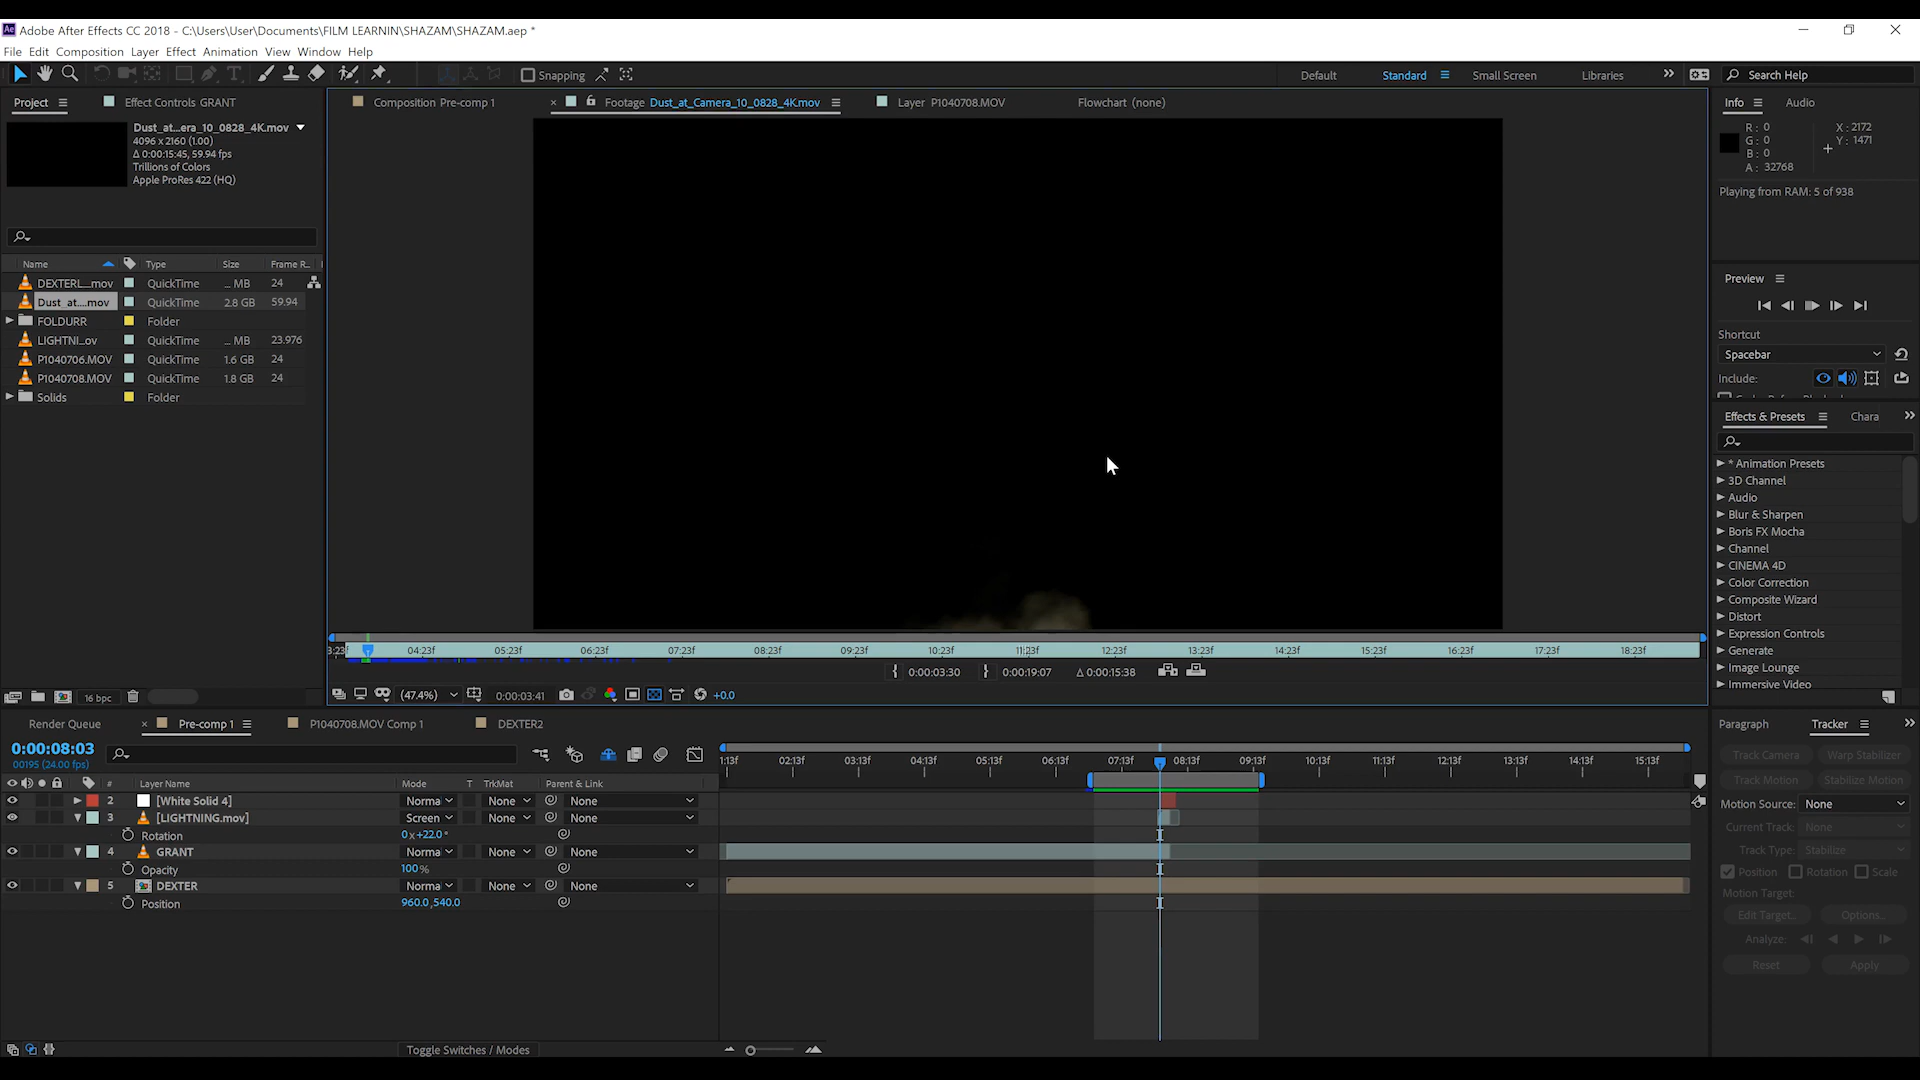 Adobe After Effects CC 2018 - C:\Users\User\Documents\FILM LEARNIN\SHAZAM\SHAZAM.aep *
File Edit Composition Layer Effect Animation View Window Help
Snapping Default Standard Small Screen Libraries Search Help
Project Effect Controls GRANT Composition Pre-comp 1 Footage Dust_at_Camera_10_0828_4K.mov Layer P1040708.MOV Flowchart (none) Info Audio
Dust_at...era_10_0828_4K.mov
4096 x 2160 (1.00)
Δ 0:00:15:45, 59.94 fps
Trillions of Colors
Apple ProRes 422 (HQ)
R: 0 X: 2172
G: 0 Y: 1471
B: 0
A: 32768
Playing from RAM: 5 of 938
Name Type Size Frame R...
DEXTERL__mov QuickTime ... MB 24
Dust_at....mov QuickTime 2.8 GB 59.94
FOLDURR Folder
LIGHTNI_ov QuickTime ... MB 23.976
P1040706.MOV QuickTime 1.6 GB 24
P1040708.MOV QuickTime 1.8 GB 24
Solids Folder
Preview
Shortcut
Spacebar
Include:
Effects & Presets Chara
* Animation Presets
3D Channel
Audio
Blur & Sharpen
Boris FX Mocha
Channel
CINEMA 4D
Color Correction
Composite Wizard
Distort
Expression Controls
Generate
Image Lounge
Immersive Video
3:23f 04:23f 05:23f 06:23f 07:23f 08:23f 09:23f 10:23f 11:23f 12:23f 13:23f 14:23f 15:23f 16:23f 17:23f 18:23f
0:00:03:30 0:00:19:07 Δ 0:00:15:38
16 bpc (47.4%) 0:00:03:41 +0.0
Render Queue Pre-comp 1 P1040708.MOV Comp 1 DEXTER2 Paragraph Tracker
0:00:08:03
00195 (24.00 fps)
# Layer Name Mode T TrkMat Parent & Link
1:13f 02:13f 03:13f 04:13f 05:13f 06:13f 07:13f 08:13f 09:13f 10:13f 11:13f 12:13f 13:13f 14:13f 15:13f
2 [White Solid 4] Norma None None
3 [LIGHTNING.mov] Screen None None
Rotation 0x+22.0°
4 GRANT Norma None None
Opacity 100%
5 DEXTER Norma None None
Position 960.0,540.0
Toggle Switches / Modes
Track Camera Warp Stabilizer
Track Motion Stabilize Motion
Motion Source: None
Current Track: None
Track Type: Stabilize
Position Rotation Scale
Motion Target:
Edit Target... Options...
Analyze:
Reset Apply